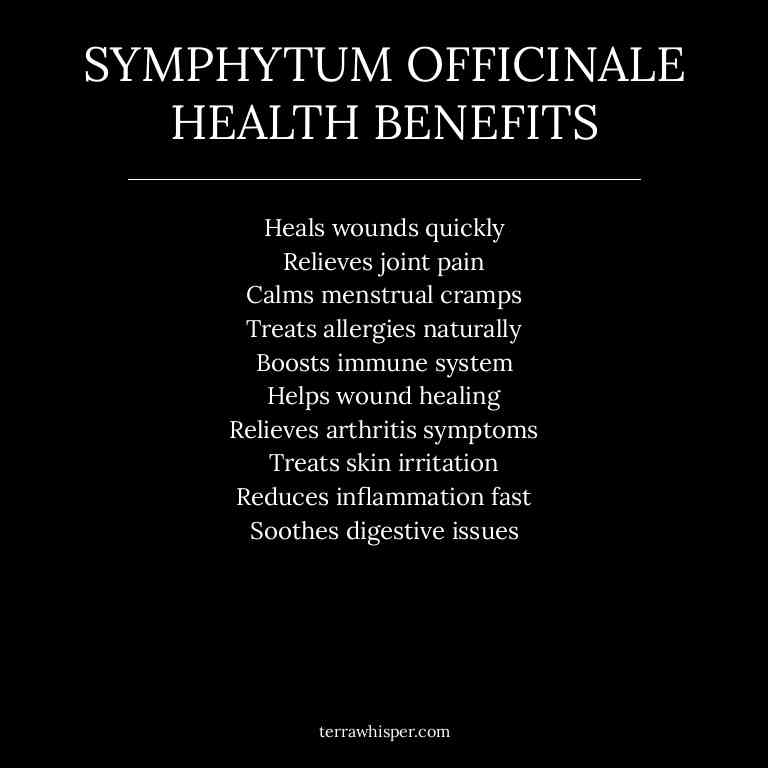 SYMPHYTUM OFFICINALE
HEALTH BENEFITS
Heals wounds quickly
Relieves joint pain
Calms menstrual cramps
Treats allergies naturally
Boosts immune system
Helps wound healing
Relieves arthritis symptoms
Treats skin irritation
Reduces inflammation fast
Soothes digestive issues
terrawhisper.com